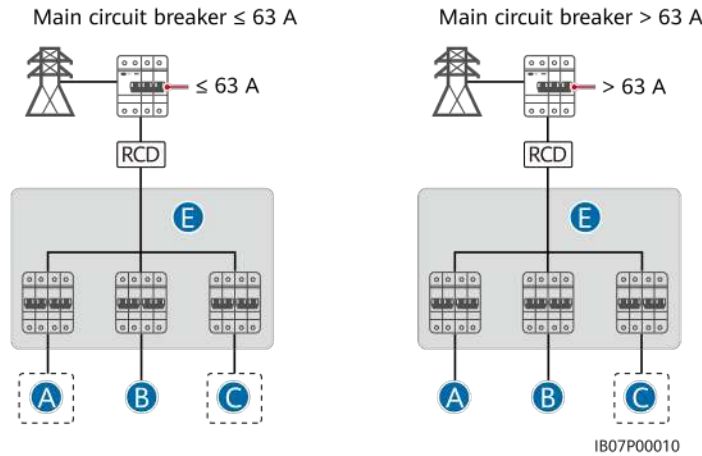 Main circuit breaker ≤ 63 A
Main circuit breaker > 63 A
≤ 63 A
> 63 A
RCD
RCD
E
E
A
B
C
A
B
C
IB07P00010